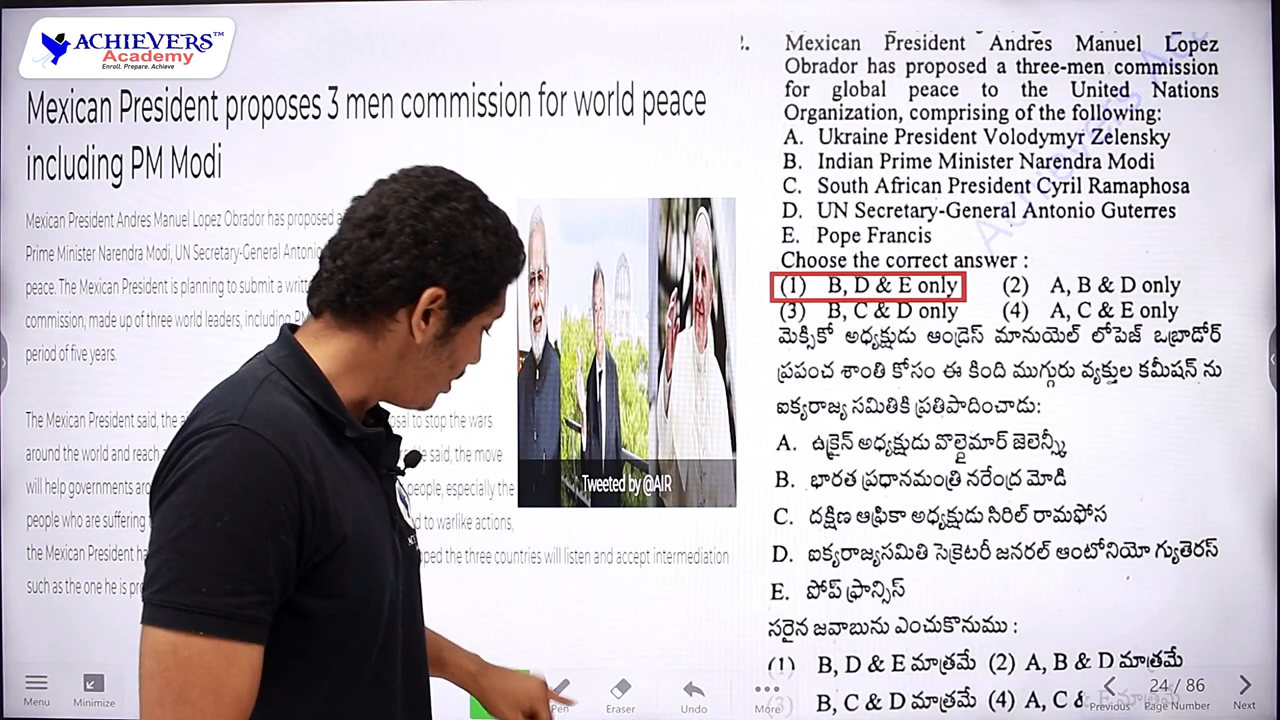 ACHIEVERS™
Academy
Enroll. Prepare. Achieve
Mexican President proposes 3 men commission for world peace
including PM Modi
Mexican President Andres Manuel Lopez Obrador has proposed
Prime Minister Narendra Modi, UN Secretary-General Antonio
peace. The Mexican President is planning to submit a
commission, made up of three world leaders, including
period of five years.
The Mexican President said, the
to stop the wars
around the world and reach
said, the move
will help governments
people, especially the
people who are suffering
to warlike actions,
the Mexican President
the three countries will listen and accept intermediation
such as the one he is
Tweeted by @AIR
2. Mexican President Andres Manuel Lopez
Obrador has proposed a three-men commission
for global peace to the United Nations
Organization, comprising of the following:
A. Ukraine President Volodymyr Zelensky
B. Indian Prime Minister Narendra Modi
C. South African President Cyril Ramaphosa
D. UN Secretary-General Antonio Guterres
E. Pope Francis
Choose the correct answer :
(1) B, D & E only (2) A, B & D only
(3) B, C & D only (4) A, C & E only
మెక్సికో అధ్యక్షుడు ఆండ్రెస్ మానుయెల్ లోపెజ్ ఒబ్రాడోర్
ప్రపంచ శాంతి కోసం ఈ కింది ముగ్గురు వ్యక్తుల కమీషన్ ను
ఐక్యరాజ్య సమితికి ప్రతిపాదించాడు:
A. ఉక్రెయిన్ అధ్యక్షుడు వొల్దైమార్ జెలెన్స్కీ
B. భారత ప్రధానమంత్రి నరేంద్ర మోడి
C. దక్షిణ ఆఫ్రికా అధ్యక్షుడు సిరిల్ రామఫోస
D. ఐక్యరాజ్యసమితి సెక్రెటరీ జనరల్ ఆంటోనియో గ్యుతెరస్
E. పోప్ ఫ్రాన్సిస్
సరైన జవాబును ఎంచుకొనుము :
(1) B, D & E మాత్రమే (2) A, B & D మాత్రమే
(3) B, C & D మాత్రమే (4) A, C & E మాత్రమే
Menu Minimize Pen Eraser Undo More Previous 24 / 86 Page Number Next